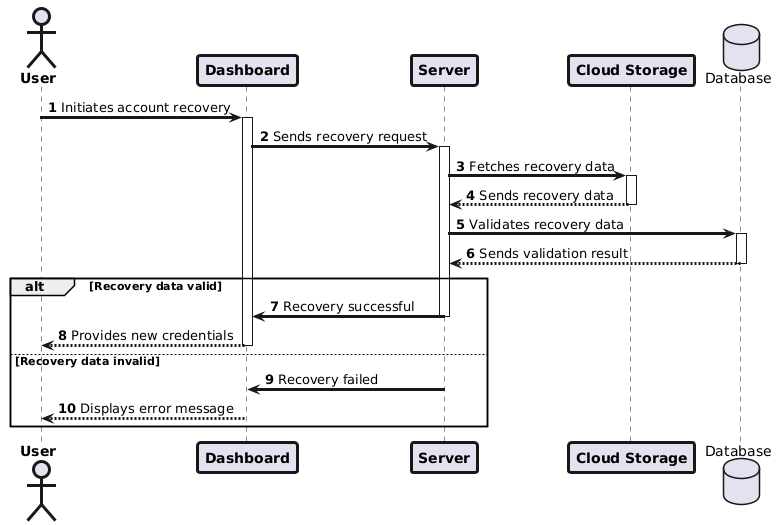 User
Dashboard
Server
Cloud Storage
Database
1 Initiates account recovery
2 Sends recovery request
3 Fetches recovery data
4 Sends recovery data
5 Validates recovery data
6 Sends validation result
alt [Recovery data valid]
7 Recovery successful
8 Provides new credentials
[Recovery data invalid]
9 Recovery failed
10 Displays error message
User
Dashboard
Server
Cloud Storage
Database